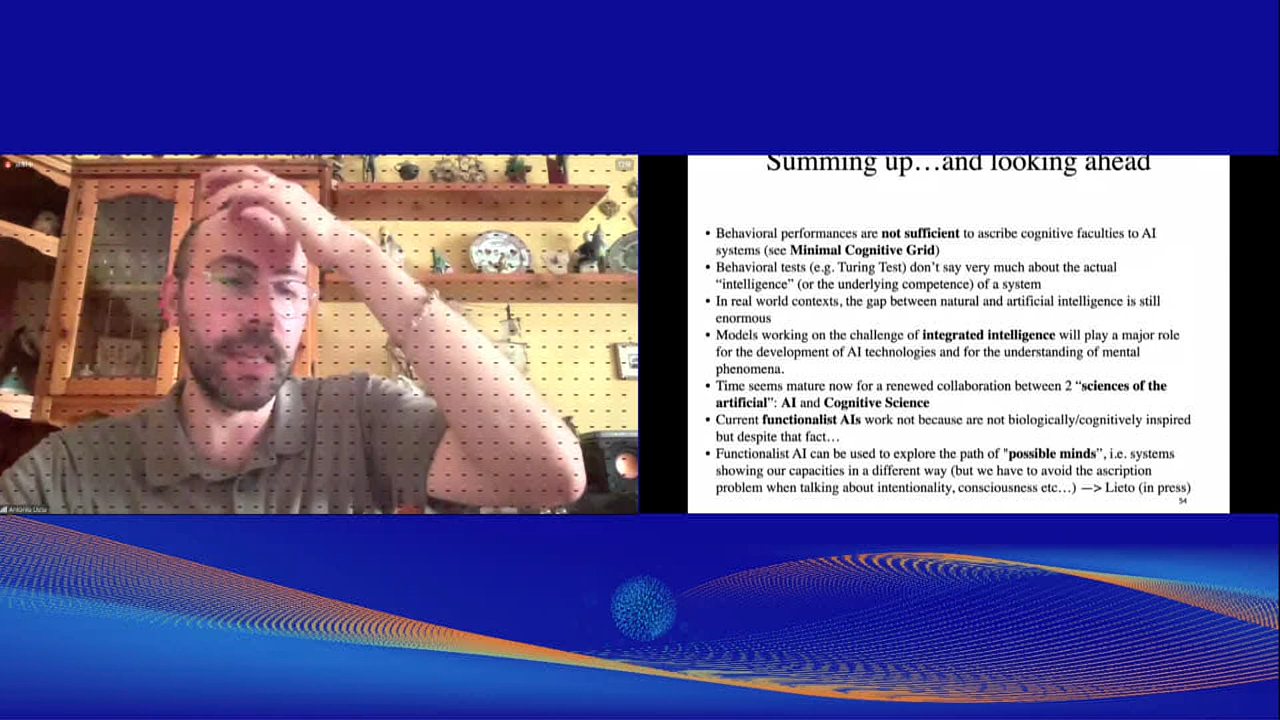 Summing up…and looking ahead
• Behavioral performances are not sufficient to ascribe cognitive faculties to AI
systems (see Minimal Cognitive Grid)
• Behavioral tests (e.g. Turing Test) don’t say very much about the actual
“intelligence” (or the underlying competence) of a system
• In real world contexts, the gap between natural and artificial intelligence is still
enormous
• Models working on the challenge of integrated intelligence will play a major role
for the development of AI technologies and for the understanding of mental
phenomena.
• Time seems mature now for a renewed collaboration between 2 “sciences of the
artificial”: AI and Cognitive Science
• Current functionalist AIs work not because are not biologically/cognitively inspired
but despite that fact…
• Functionalist AI can be used to explore the path of "possible minds”, i.e. systems
showing our capacities in a different way (but we have to avoid the ascription
problem when talking about intentionality, consciousness etc…) —> Lieto (in press)
54